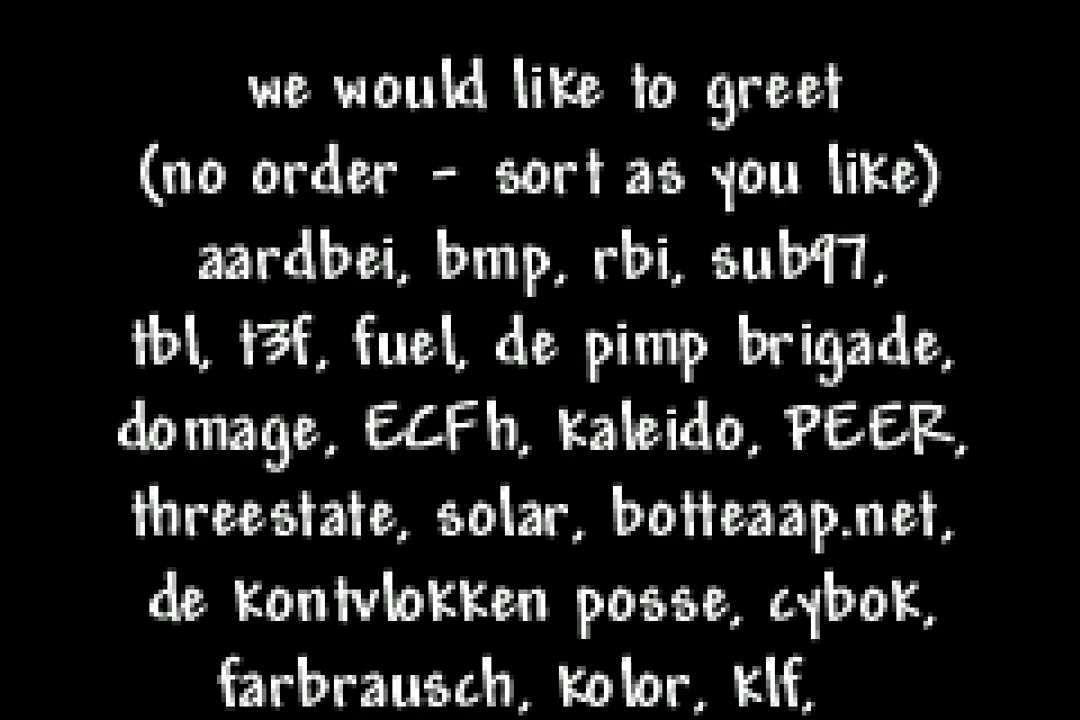 we would like to greet
(no order - sort as you like)
aardbei, bmp, rbi, sub97,
tbl, t3f, fuel, de pimp brigade,
domage, ECFh, kaleido, PEER,
threestate, solar, botteaap.net,
de kontvlokken posse, cybok,
farbrausch, kolor, klf,